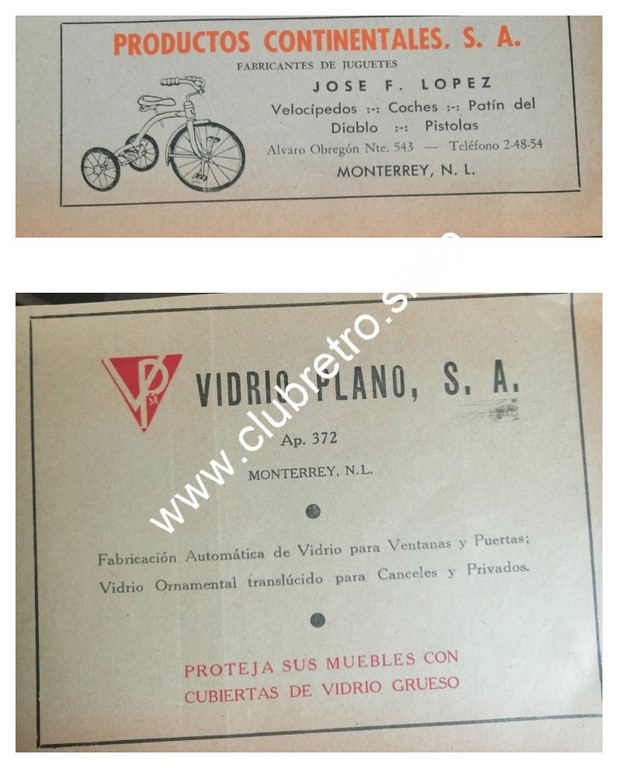 PRODUCTOS CONTINENTALES, S. A.
FABRICANTES DE JUGUETES
JOSE F. LOPEZ
Velocípedos :-: Coches :-: Patín del
Diablo :-: Pistolas
Alvaro Obregón Nte. 543 — Teléfono 2-48-54
MONTERREY, N. L.
VP
SA
VIDRIO PLANO, S. A.
Ap. 372
MONTERREY, N.L.
Fabricación Automática de Vidrio para Ventanas y Puertas;
Vidrio Ornamental translúcido para Canceles y Privados.
PROTEJA SUS MUEBLES CON
CUBIERTAS DE VIDRIO GRUESO